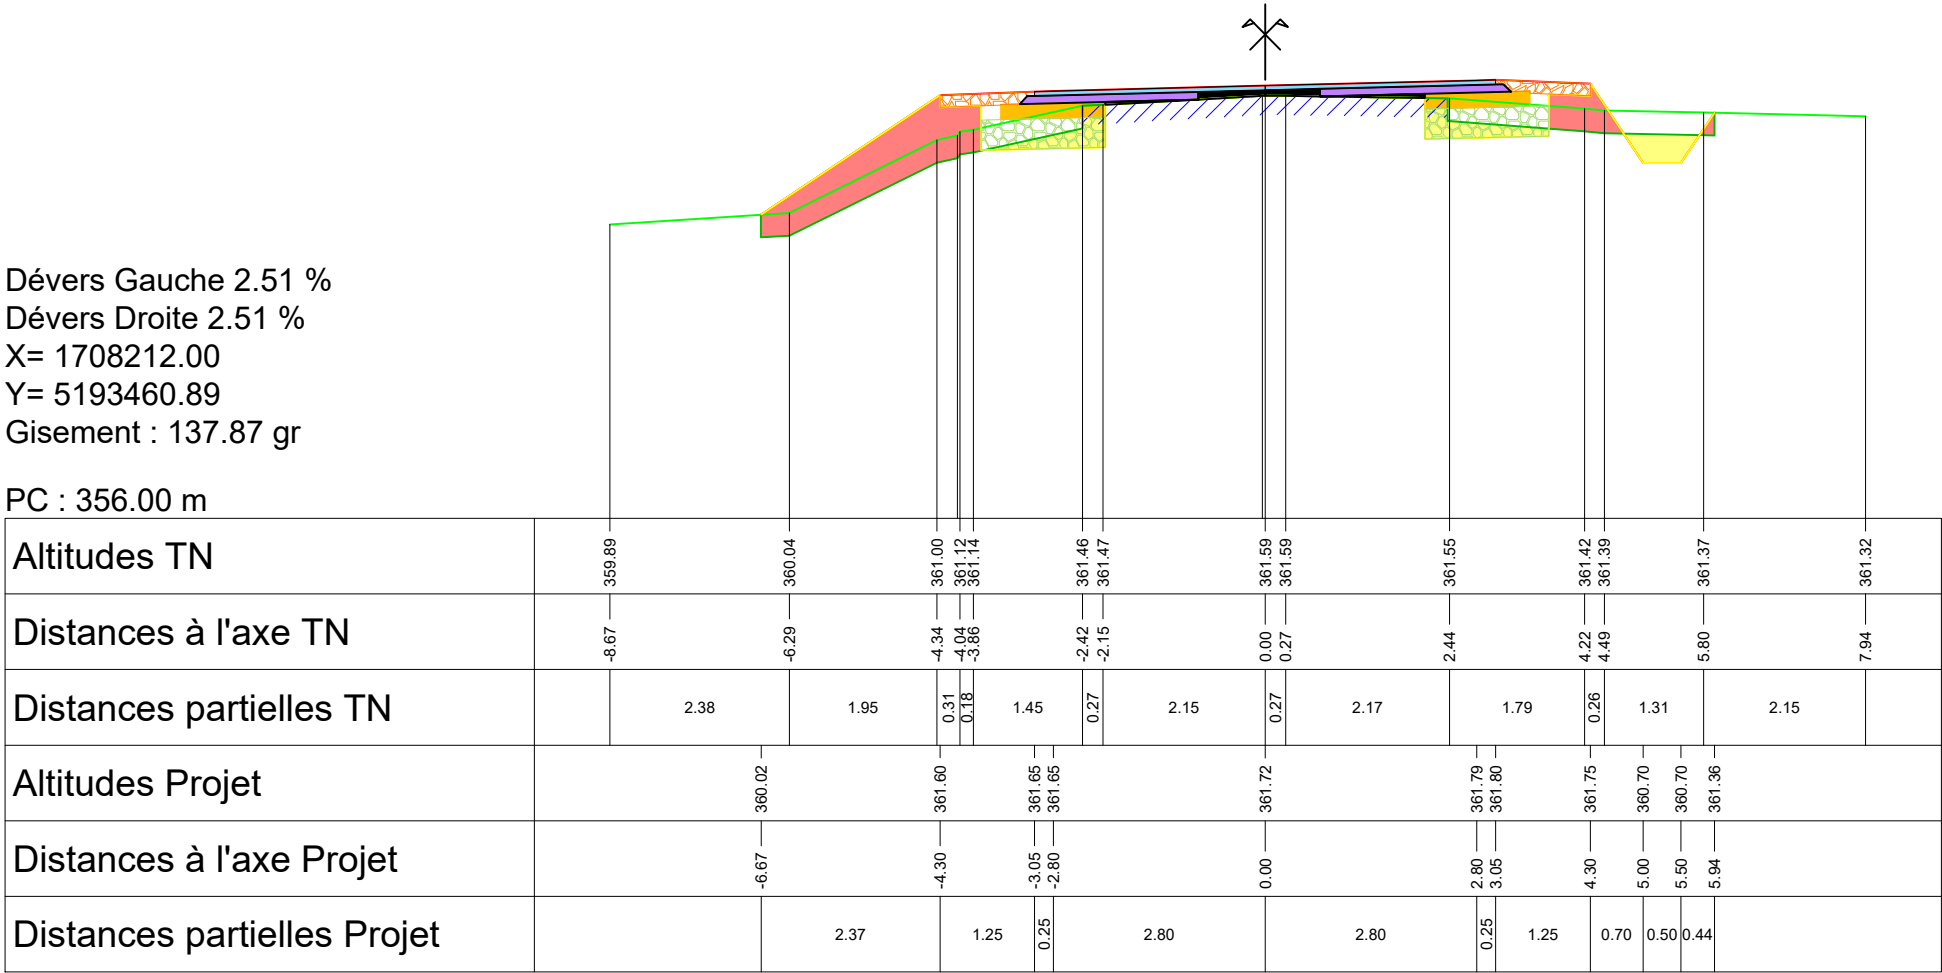 Dévers Gauche 2.51 %
Dévers Droite 2.51 %
X= 1708212.00
Y= 5193460.89
Gisement : 137.87 gr
PC : 356.00 m
Altitudes TN 359.89 360.04 361.00 361.12 361.14 361.46 361.47 361.59 361.59 361.55 361.42 361.39 361.37 361.32
Distances à l'axe TN -8.67 -6.29 -4.34 -4.04 -3.86 -2.42 -2.15 0.00 0.27 2.44 4.22 4.49 5.80 7.94
Distances partielles TN 2.38 1.95 0.31 0.18 1.45 0.27 2.15 0.27 2.17 1.79 0.26 1.31 2.15
Altitudes Projet 360.02 361.60 361.65 361.65 361.72 361.79 361.80 361.75 360.70 360.70 361.36
Distances à l'axe Projet -6.67 -4.30 -3.05 -2.80 0.00 2.80 3.05 4.30 5.00 5.50 5.94
Distances partielles Projet 2.37 1.25 0.25 2.80 2.80 0.25 1.25 0.70 0.50 0.44